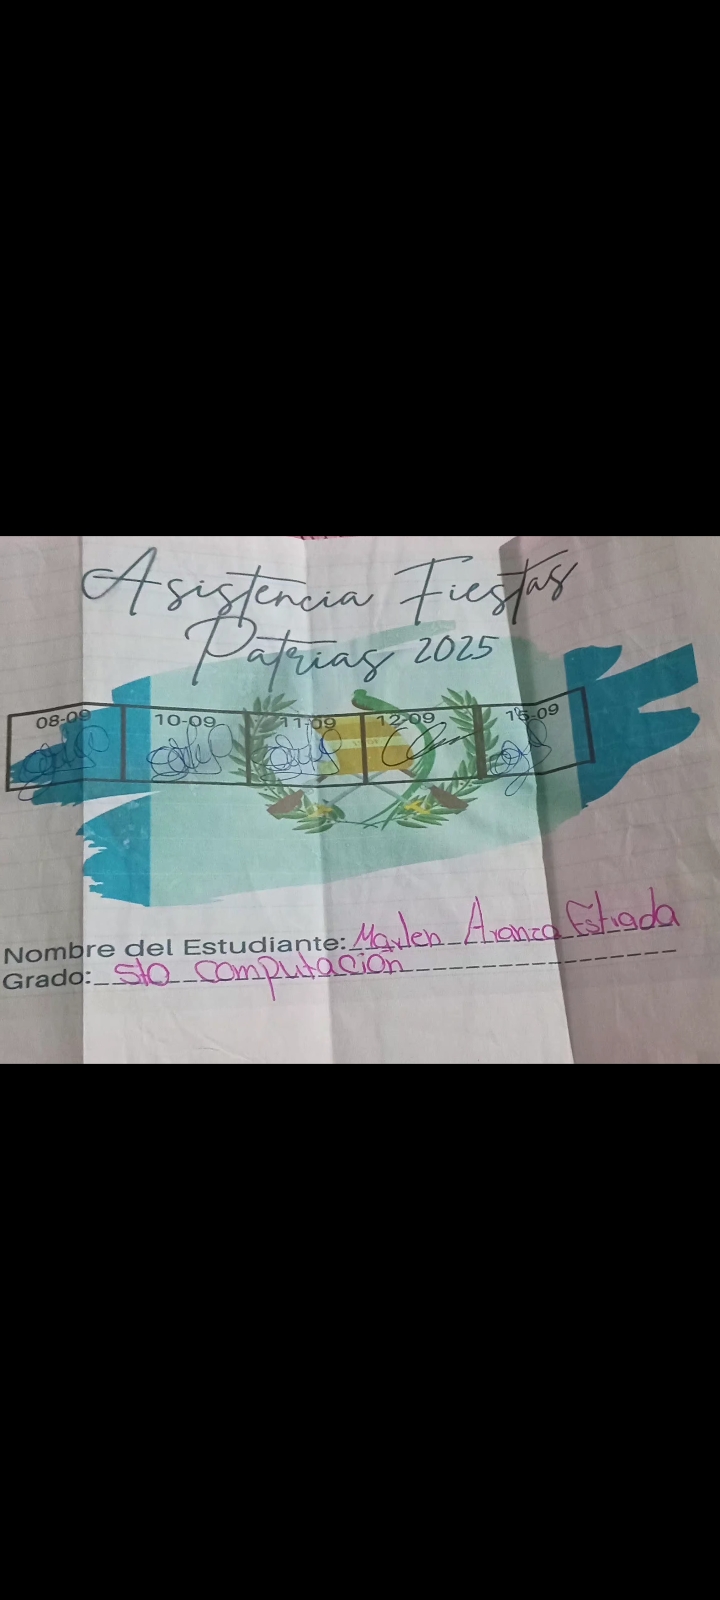 Asistencia Fiestas
Patrias 2025
08-09 10-09 11-09 12-09 15-09
Nombre del Estudiante: Marlen Aranza Estrada
Grado: 5to computación